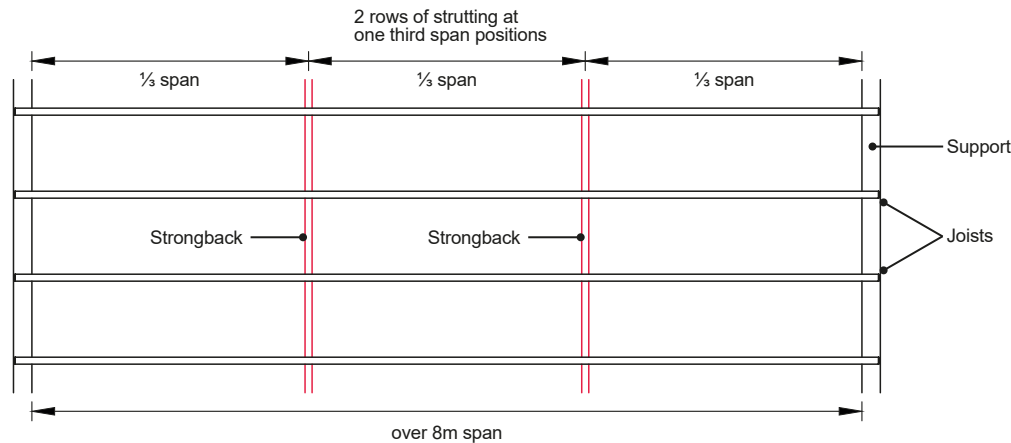 2 rows of strutting at
one third span positions
⅓ span
⅓ span
⅓ span
Support
Strongback
Strongback
Joists
over 8m span